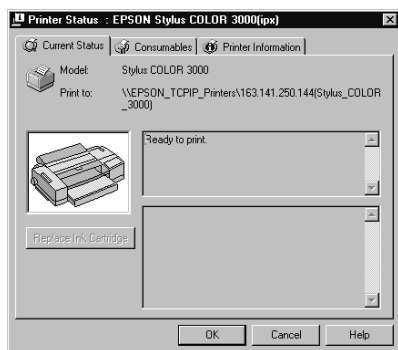 Printer Status : EPSON Stylus COLOR 3000(ipx)
Current Status
Consumables
Printer Information
Model: Stylus COLOR 3000
Print to: \\EPSON_TCPIP_Printers\163.141.250.144(Stylus_COLOR
_3000)
Ready to print.
Replace Ink Cartridge
OK
Cancel
Help